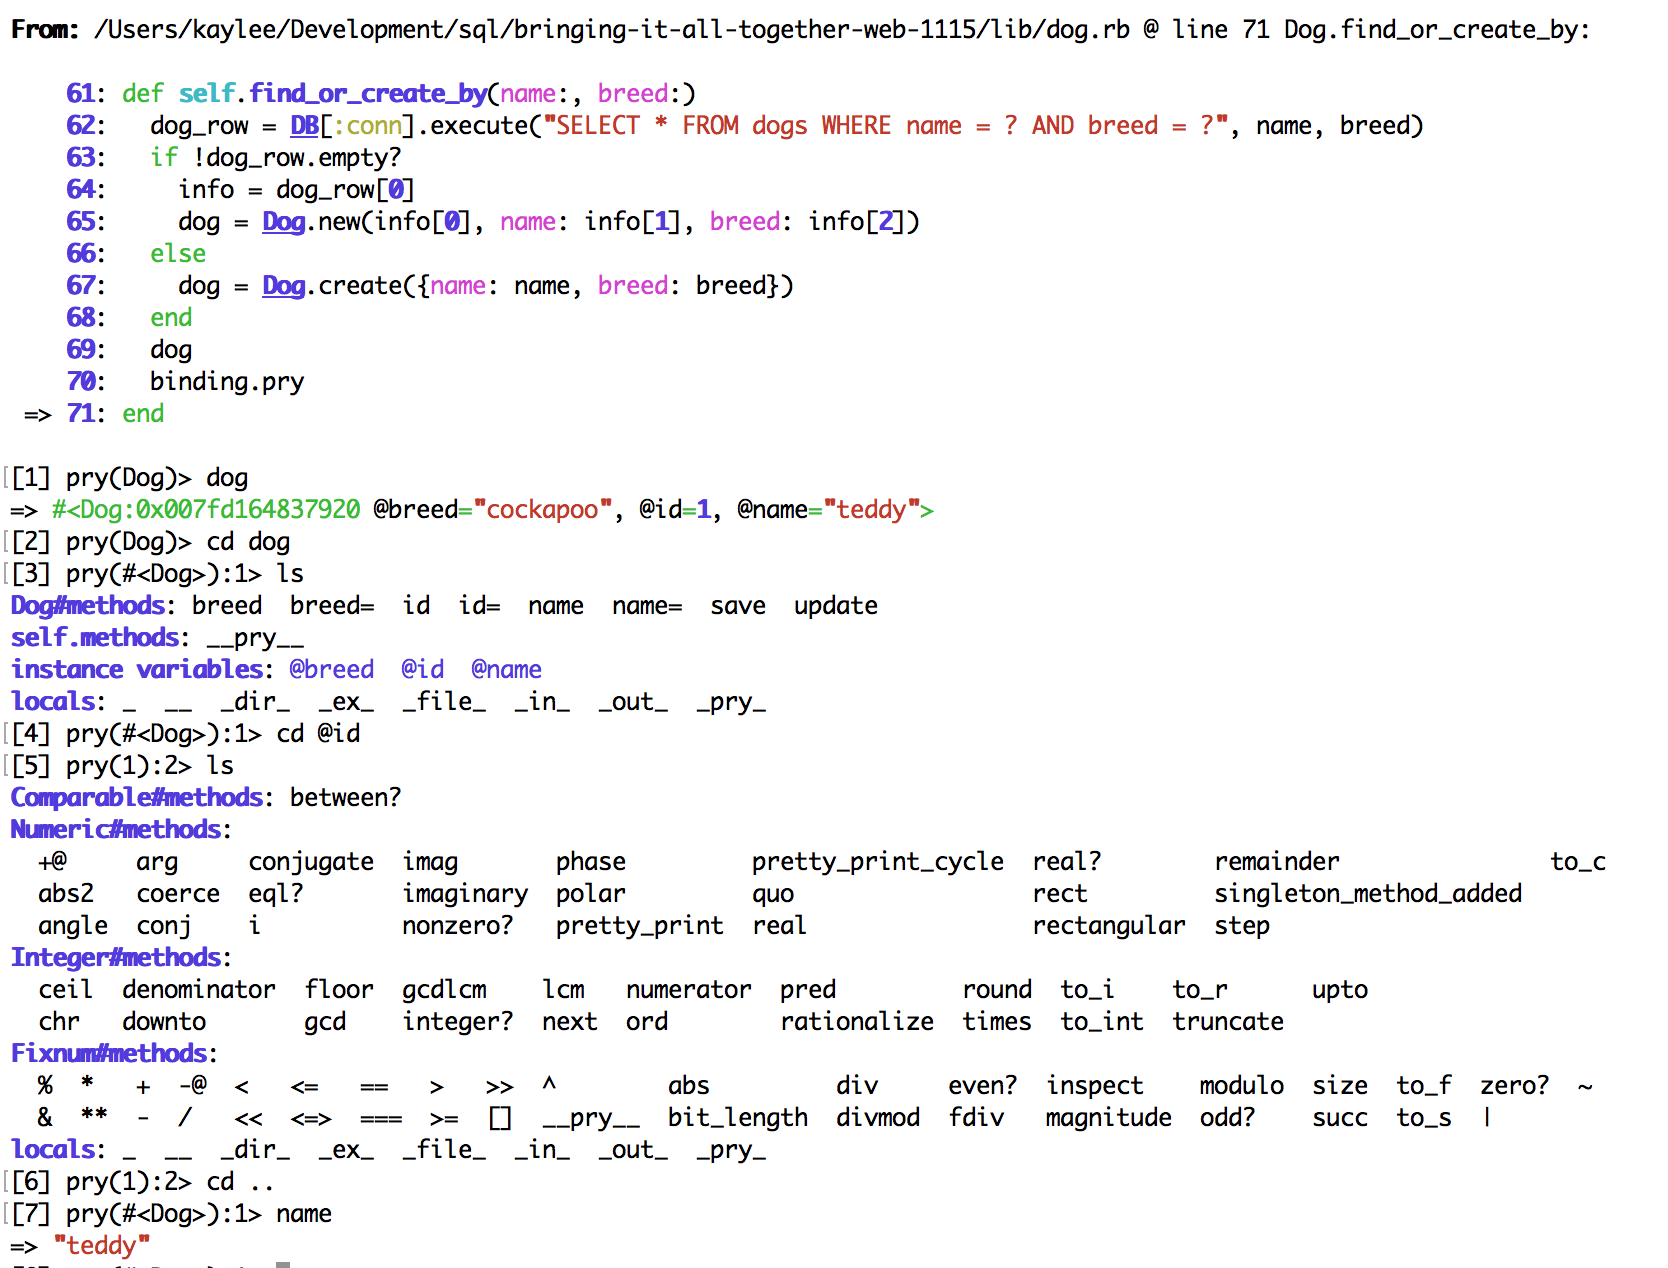 From: /Users/kaylee/Development/sql/bringing-it-all-together-web-1115/lib/dog.rb @ line 71 Dog.find_or_create_by:
61: def self.find_or_create_by(name:, breed:)
62:   dog_row = DB[:conn].execute("SELECT * FROM dogs WHERE name = ? AND breed = ?", name, breed)
63:   if !dog_row.empty?
64:     info = dog_row[0]
65:     dog = Dog.new(info[0], name: info[1], breed: info[2])
66:   else
67:     dog = Dog.create({name: name, breed: breed})
68:   end
69:   dog
70:   binding.pry
=> 71: end
[1] pry(Dog)> dog
=> #<Dog:0x007fd164837920 @breed="cockapoo", @id=1, @name="teddy">
[2] pry(Dog)> cd dog
[3] pry(#<Dog>):1> ls
Dog#methods: breed  breed=  id  id=  name  name=  save  update
self.methods: __pry__
instance variables: @breed  @id  @name
locals: _  __  _dir_  _ex_  _file_  _in_  _out_  _pry_
[4] pry(#<Dog>):1> cd @id
[5] pry(1):2> ls
Comparable#methods: between?
Numeric#methods:
+@     arg     conjugate  imag       phase         pretty_print_cycle  real?        remainder               to_c
abs2   coerce  eql?       imaginary  polar         quo                 rect         singleton_method_added
angle  conj    i          nonzero?   pretty_print  real                rectangular  step
Integer#methods:
ceil  denominator  floor  gcdlcm    lcm   numerator  pred         round  to_i    to_r      upto
chr   downto       gcd    integer?  next  ord        rationalize  times  to_int  truncate
Fixnum#methods:
%  *   +  -@  <   <=   ==   >   >>  ^        abs         div     even?  inspect    modulo  size  to_f  zero?  ~
&  **  -  /   <<  <=>  ===  >=  []  __pry__  bit_length  divmod  fdiv   magnitude  odd?    succ  to_s  |
locals: _  __  _dir_  _ex_  _file_  _in_  _out_  _pry_
[6] pry(1):2> cd ..
[7] pry(#<Dog>):1> name
=> "teddy"